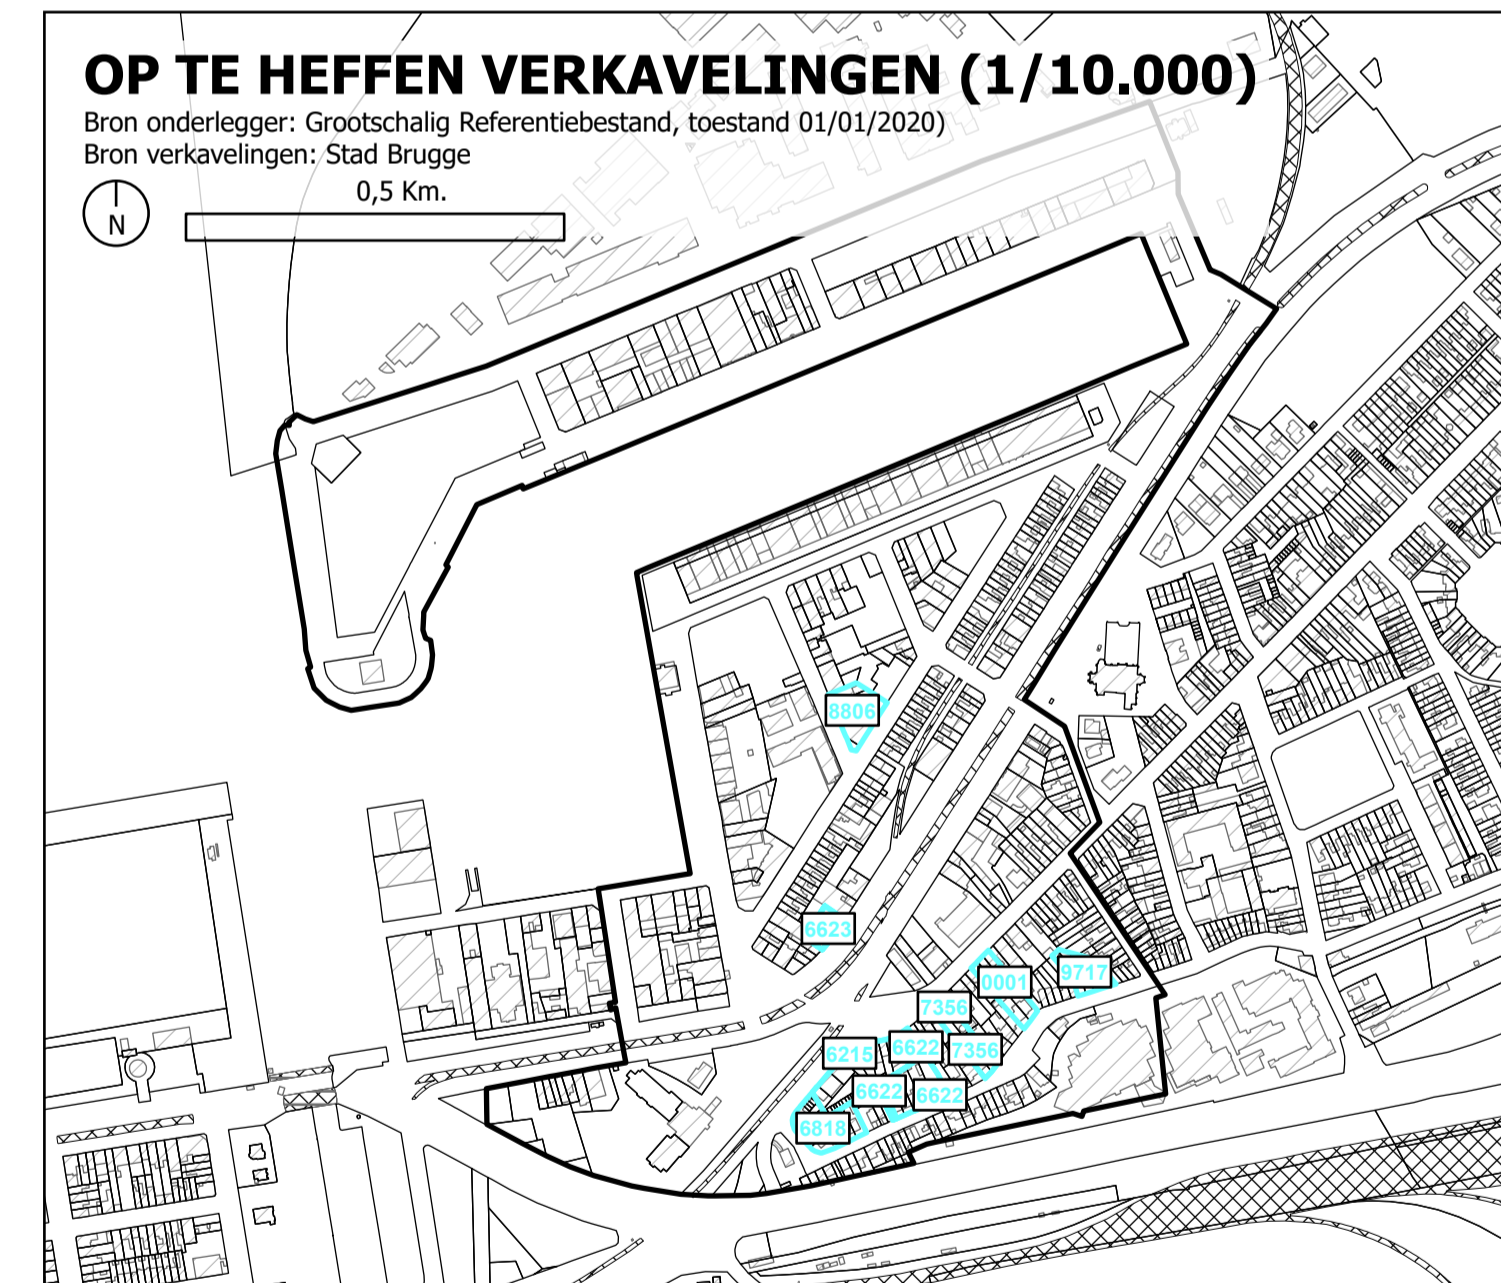 OP TE HEFFEN VERKAVELINGEN (1/10.000)
Bron onderlegger: Grootschalig Referentiebestand, toestand 01/01/2020)
Bron verkavelingen: Stad Brugge
0,5 Km.
N
8806
6623
9717
0001
7356
6215
6622
7356
6622
6622
6818